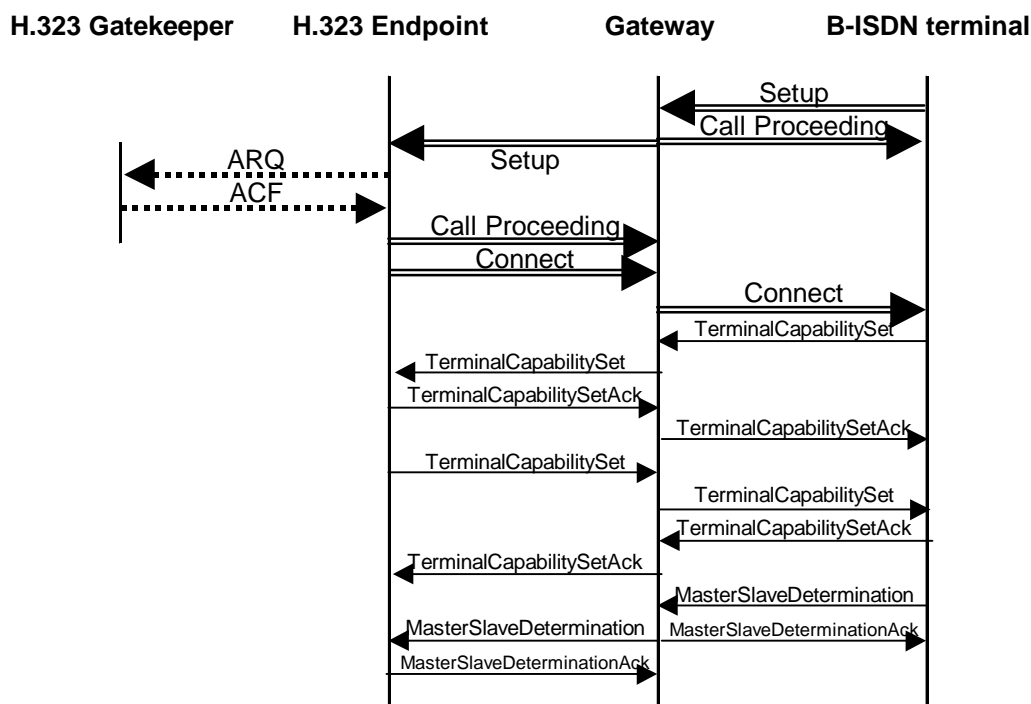 H.323 Gatekeeper H.323 Endpoint Gateway B-ISDN terminal
Setup
Call Proceeding
Setup
ARQ
ACF
Call Proceeding
Connect
Connect
TerminalCapabilitySet
TerminalCapabilitySet
TerminalCapabilitySetAck
TerminalCapabilitySetAck
TerminalCapabilitySet
TerminalCapabilitySet
TerminalCapabilitySetAck
TerminalCapabilitySetAck
MasterSlaveDetermination
MasterSlaveDetermination MasterSlaveDeterminationAck
MasterSlaveDeterminationAck